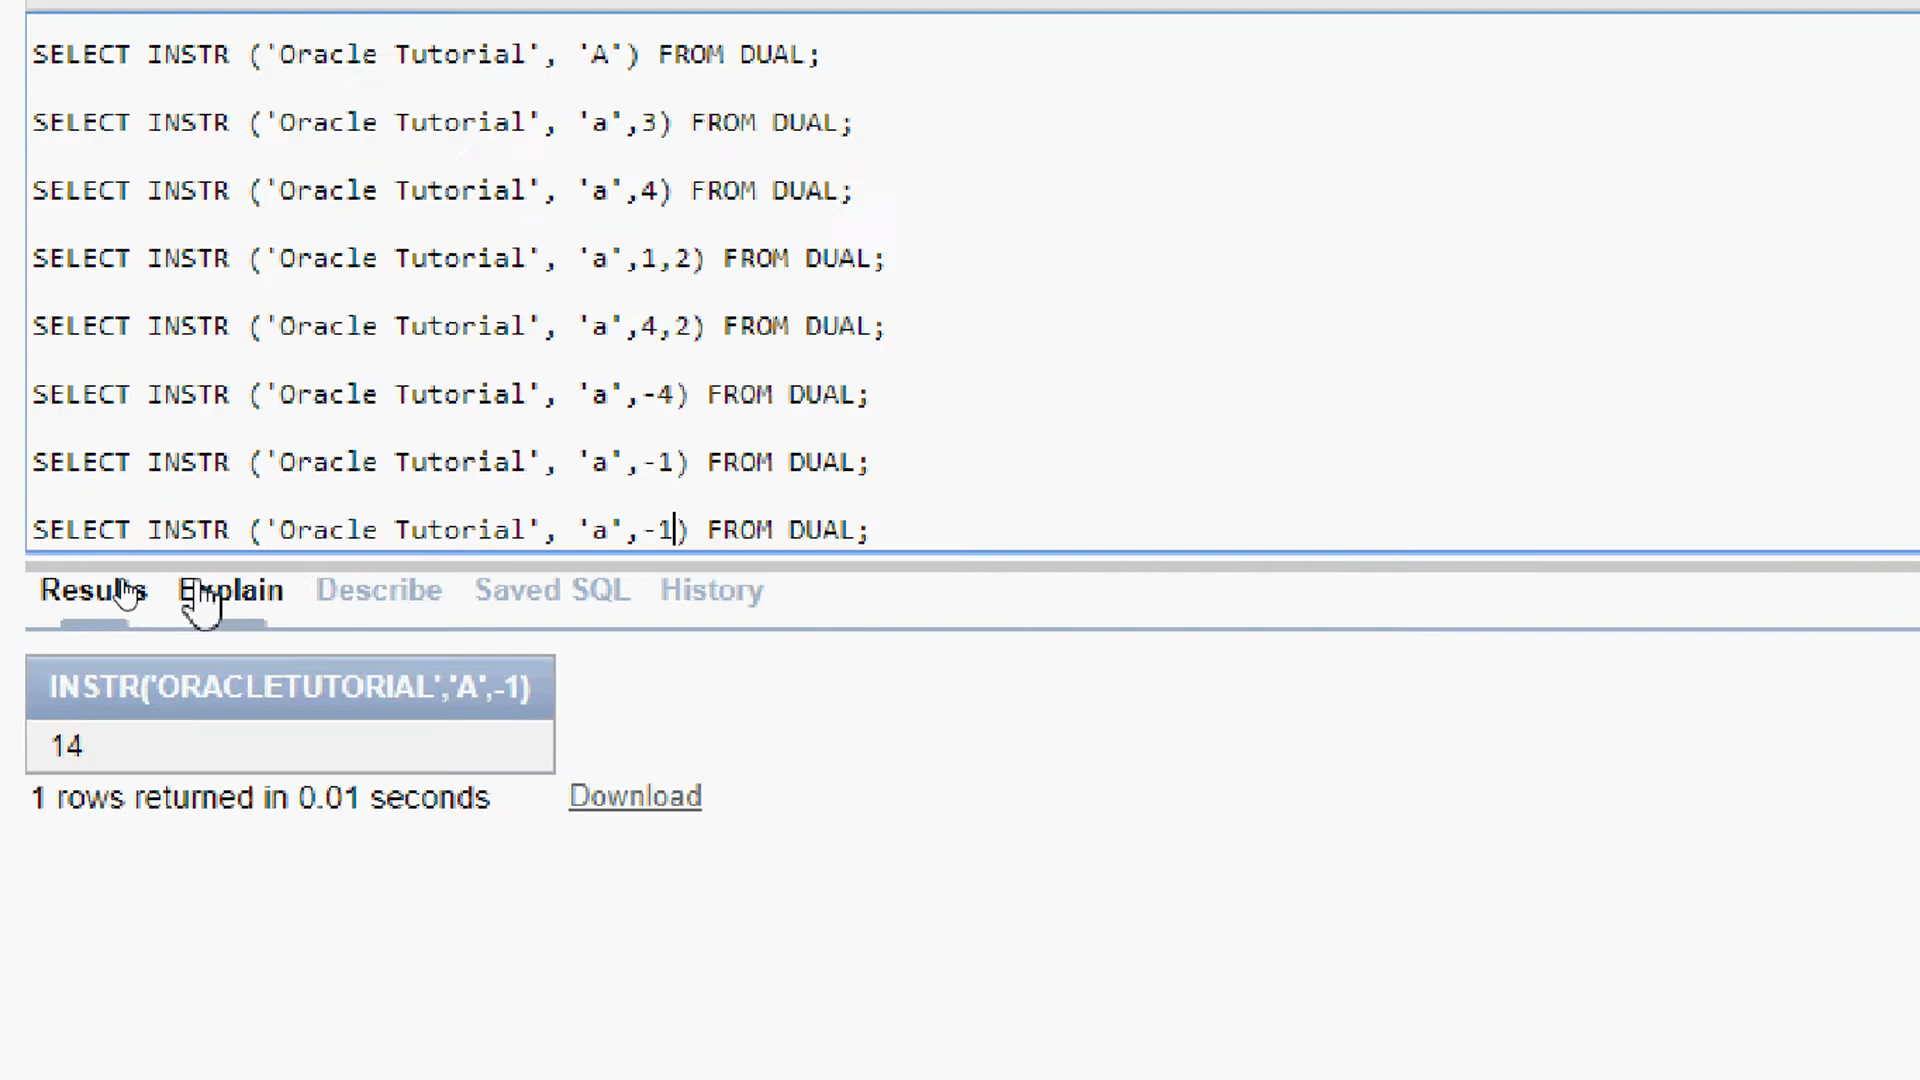 SELECT INSTR ('Oracle Tutorial', 'A') FROM DUAL;
SELECT INSTR ('Oracle Tutorial', 'a',3) FROM DUAL;
SELECT INSTR ('Oracle Tutorial', 'a',4) FROM DUAL;
SELECT INSTR ('Oracle Tutorial', 'a',1,2) FROM DUAL;
SELECT INSTR ('Oracle Tutorial', 'a',4,2) FROM DUAL;
SELECT INSTR ('Oracle Tutorial', 'a',-4) FROM DUAL;
SELECT INSTR ('Oracle Tutorial', 'a',-1) FROM DUAL;
SELECT INSTR ('Oracle Tutorial', 'a',-1) FROM DUAL;
Results Explain Describe Saved SQL History
INSTR('ORACLETUTORIAL','A',-1)
14
1 rows returned in 0.01 seconds Download